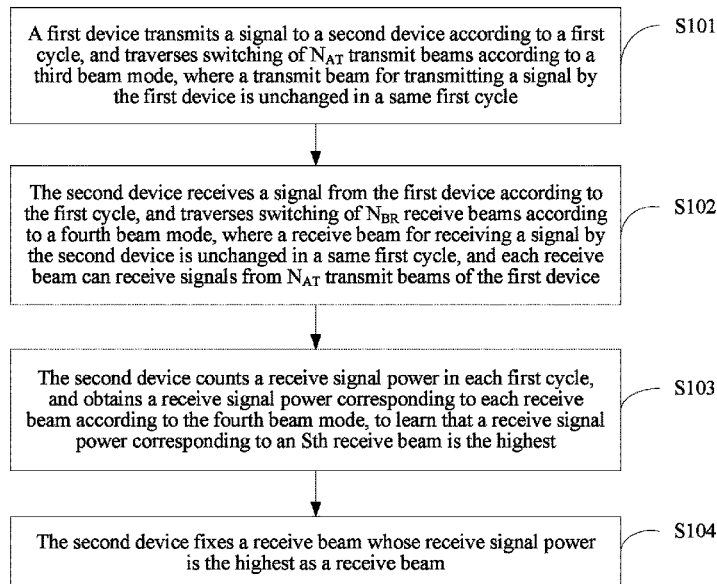 A first device transmits a signal to a second device according to a first
cycle, and traverses switching of NAT transmit beams according to a
third beam mode, where a transmit beam for transmitting a signal by
the first device is unchanged in a same first cycle
S101
The second device receives a signal from the first device according to
the first cycle, and traverses switching of NBR receive beams according
to a fourth beam mode, where a receive beam for receiving a signal by
the second device is unchanged in a same first cycle, and each receive
beam can receive signals from NAT transmit beams of the first device
S102
The second device counts a receive signal power in each first cycle,
and obtains a receive signal power corresponding to each receive
beam according to the fourth beam mode, to learn that a receive signal
power corresponding to an Sth receive beam is the highest
S103
The second device fixes a receive beam whose receive signal power
is the highest as a receive beam
S104